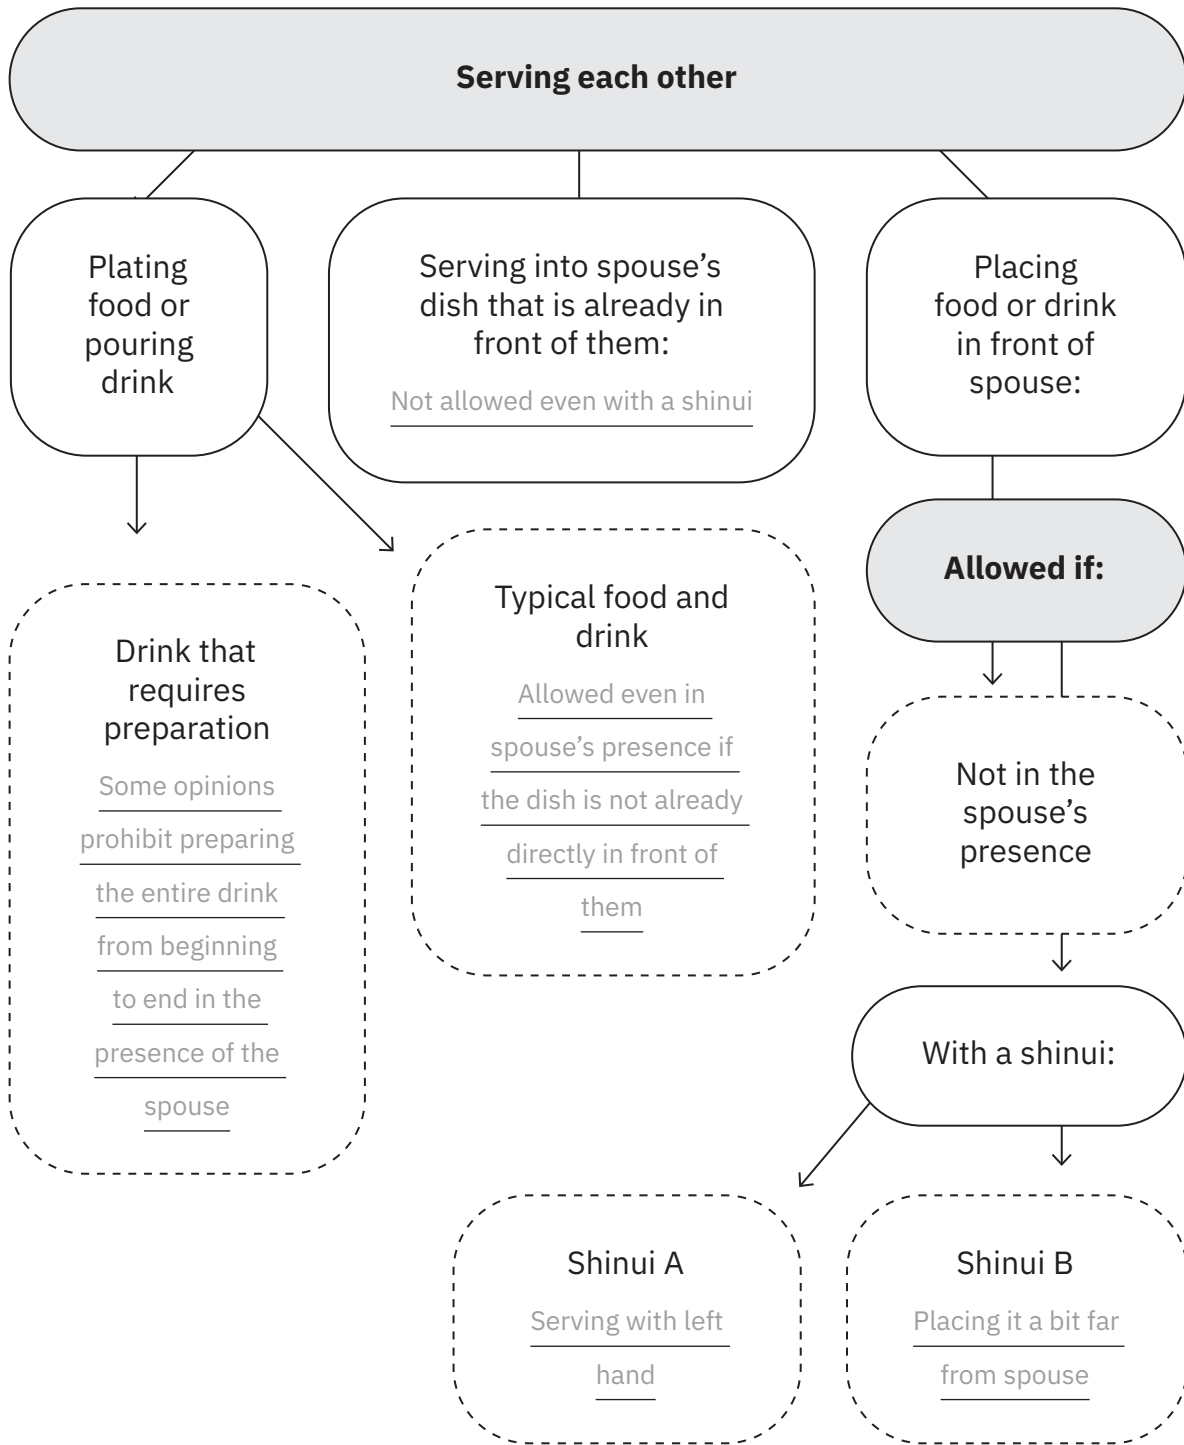 Serving each other
Plating
food or
pouring
drink
Serving into spouse’s
dish that is already in
front of them:
Not allowed even with a shinui
Placing
food or drink
in front of
spouse:
Allowed if:
Typical food and
drink
Allowed even in
spouse’s presence if
the dish is not already
directly in front of
them
Drink that
requires
preparation
Some opinions
prohibit preparing
the entire drink
from beginning
to end in the
presence of the
spouse
Not in the
spouse’s
presence
With a shinui:
Shinui A
Serving with left
hand
Shinui B
Placing it a bit far
from spouse